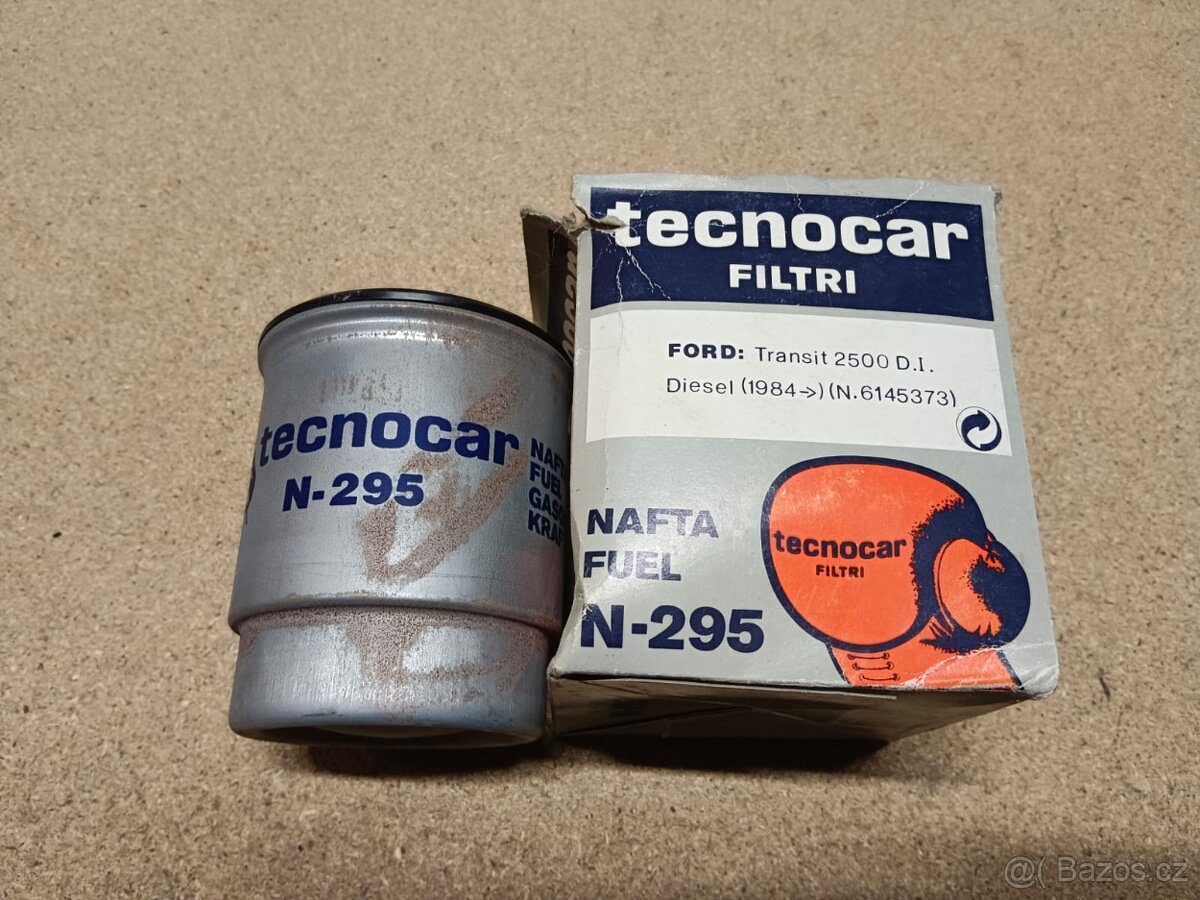 tecnocar
N-295
NAFTA
FUEL
tecnocar
FILTRI
FORD: Transit 2500 D.I.
Diesel (1984→) (N.6145373)
NAFTA
FUEL
N-295
tecnocar
FILTRI
@( Bazos.cz